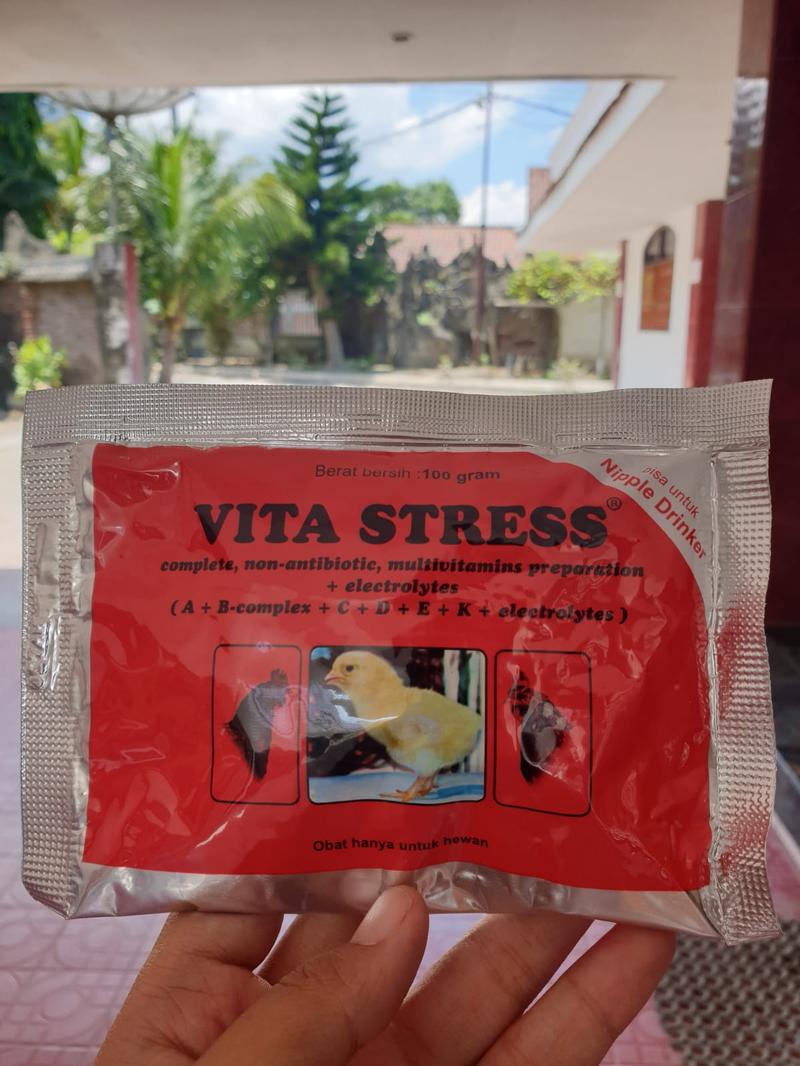 Berat bersih :100 gram
bisa untuk
Nipple Drinker
VITA STRESS®
complete, non-antibiotic, multivitamins preparation
+ electrolytes
( A + B-complex + C + D + E + K + electrolytes )
Obat hanya untuk hewan